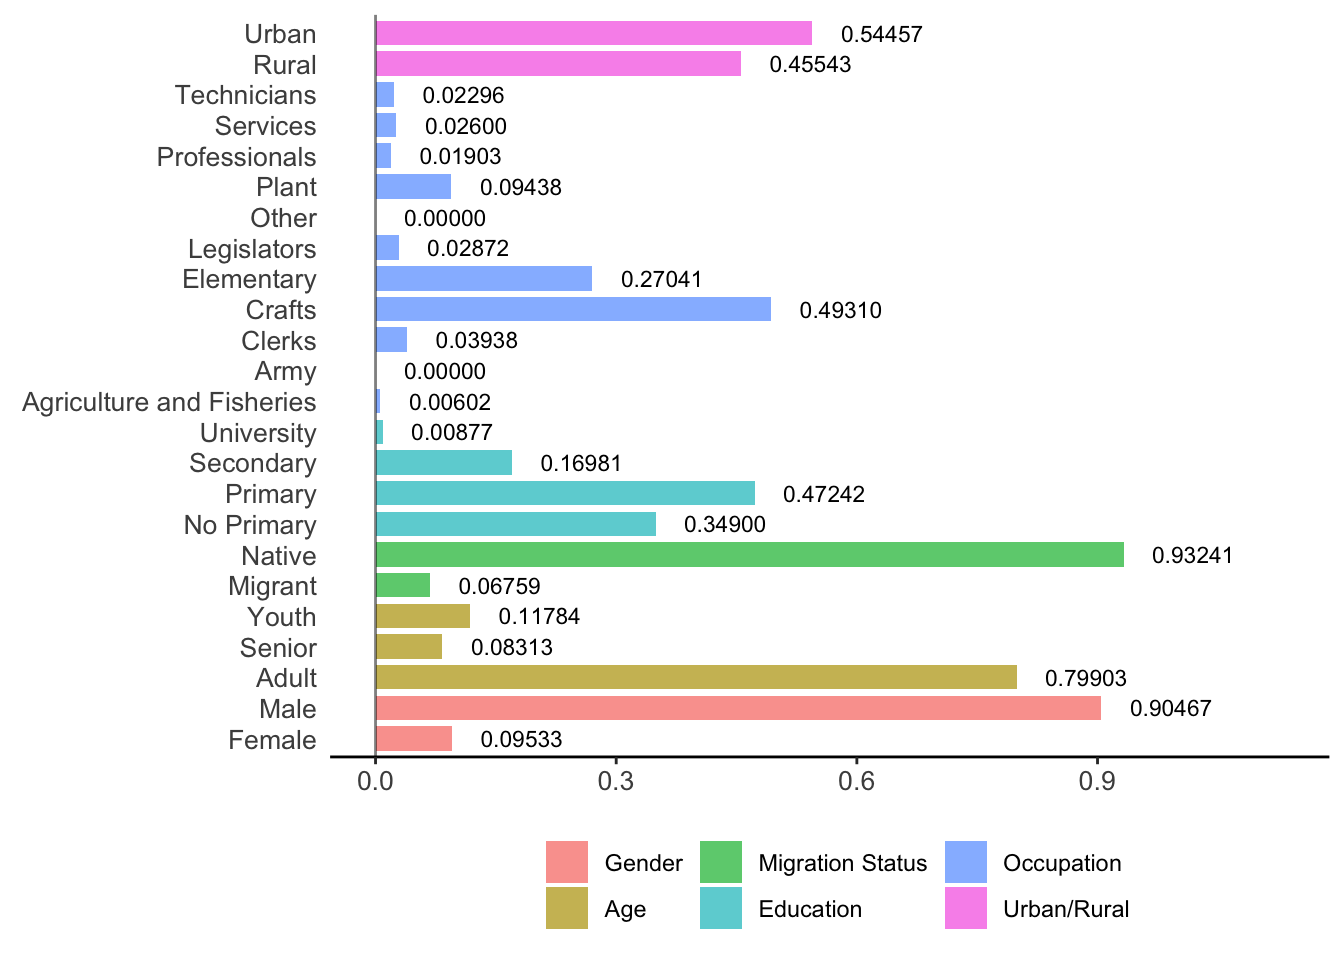 Urban 0.54457
Rural 0.45543
Technicians 0.02296
Services 0.02600
Professionals 0.01903
Plant 0.09438
Other 0.00000
Legislators 0.02872
Elementary 0.27041
Crafts 0.49310
Clerks 0.03938
Army 0.00000
Agriculture and Fisheries 0.00602
University 0.00877
Secondary 0.16981
Primary 0.47242
No Primary 0.34900
Native 0.93241
Migrant 0.06759
Youth 0.11784
Senior 0.08313
Adult 0.79903
Male 0.90467
Female 0.09533
0.0 0.3 0.6 0.9
Gender Migration Status Occupation
Age Education Urban/Rural